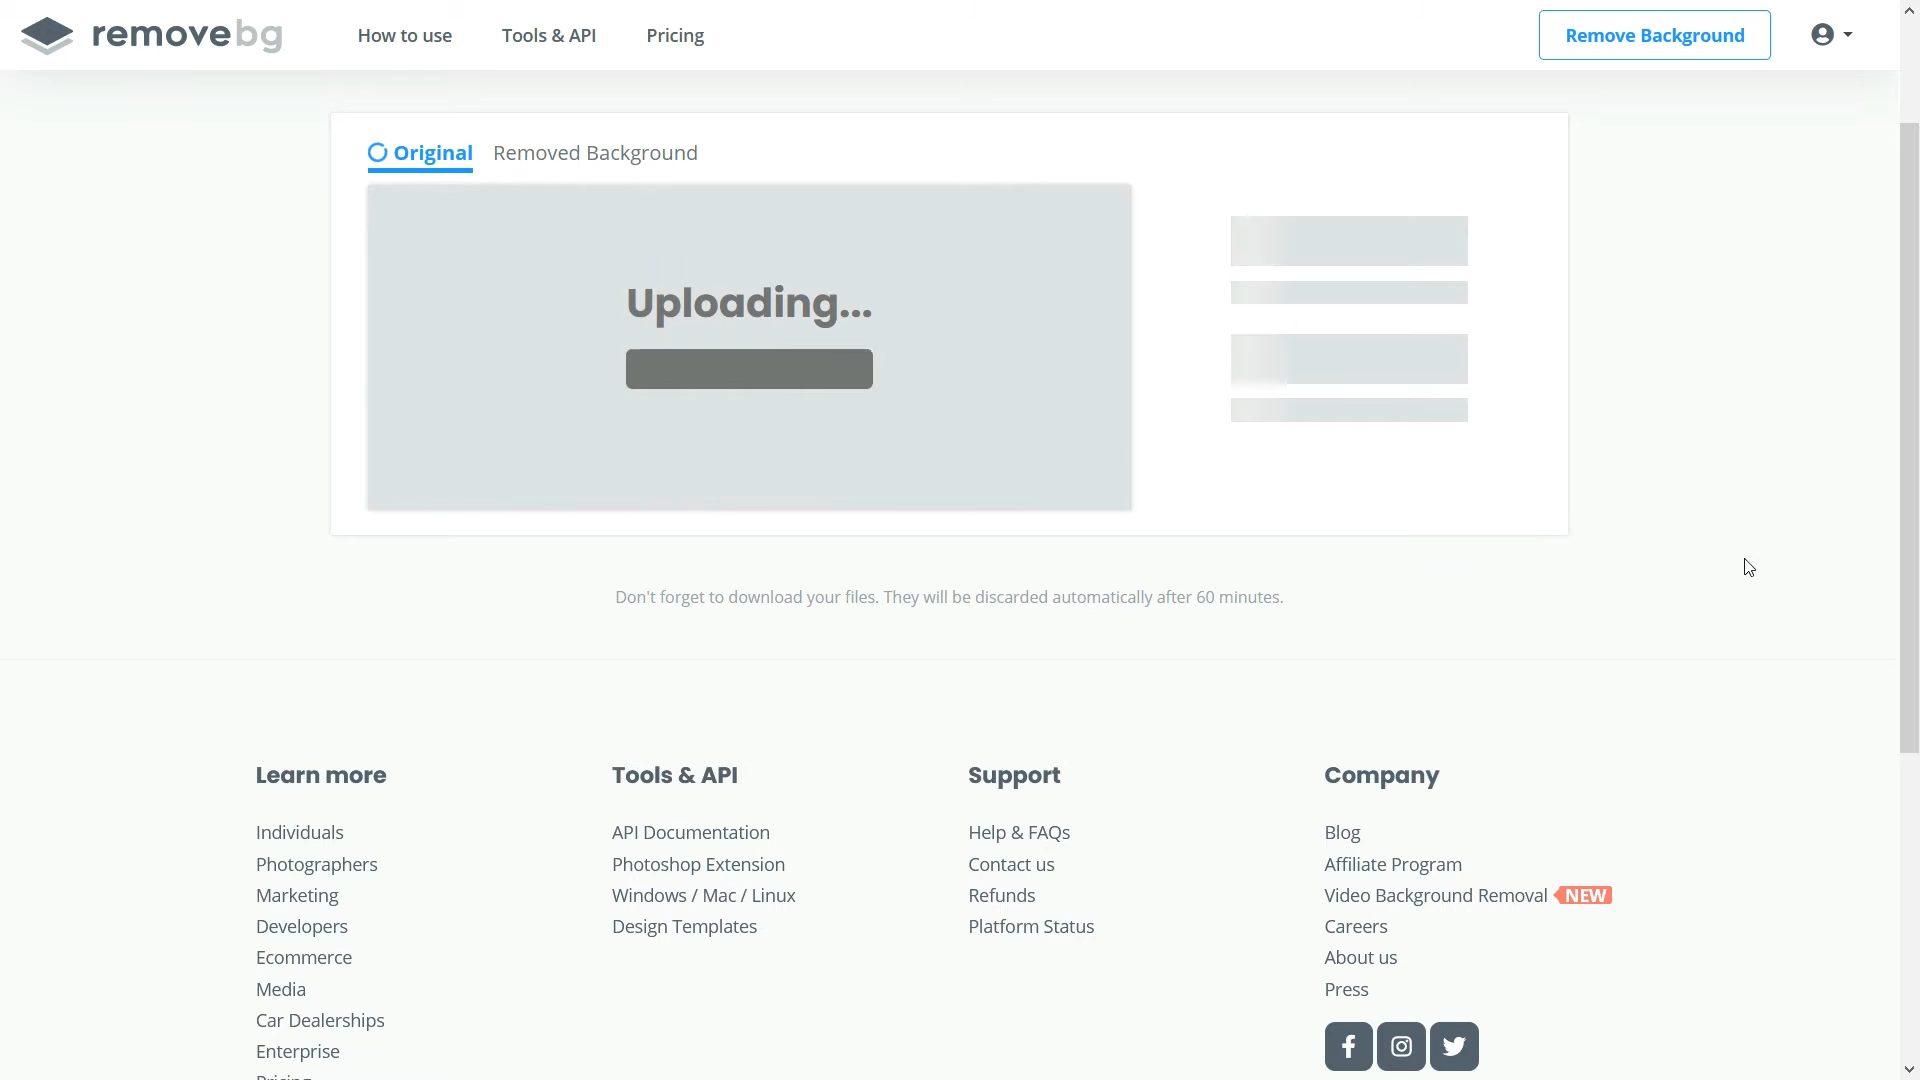 removebg
How to use
Tools & API
Pricing
Remove Background
Original
Removed Background
Uploading...
Don't forget to download your files. They will be discarded automatically after 60 minutes.
Learn more
Individuals
Photographers
Marketing
Developers
Ecommerce
Media
Car Dealerships
Enterprise
Pricing
Tools & API
API Documentation
Photoshop Extension
Windows / Mac / Linux
Design Templates
Support
Help & FAQs
Contact us
Refunds
Platform Status
Company
Blog
Affiliate Program
Video Background Removal NEW
Careers
About us
Press